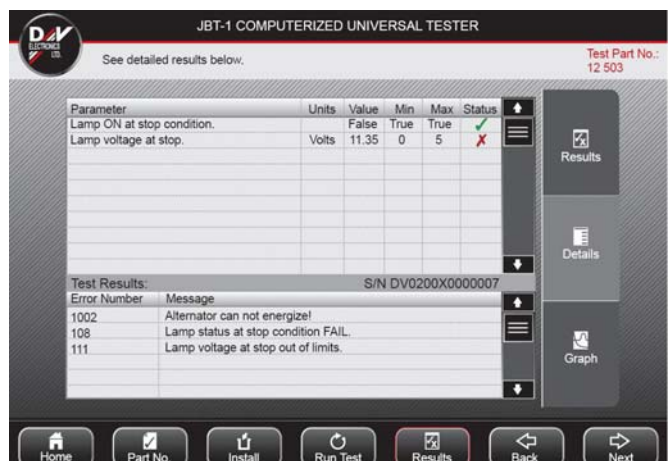 D&V
ELECTRONICS
LTD.
JBT-1 COMPUTERIZED UNIVERSAL TESTER
See detailed results below.
Test Part No.:
12 503
Parameter Units Value Min Max Status
Lamp ON at stop condition. False True True ✓
Lamp voltage at stop. Volts 11.35 0 5 ✗
Results
Details
Graph
Test Results: S/N DV0200X0000007
Error Number Message
1002 Alternator can not energize!
108 Lamp status at stop condition FAIL.
111 Lamp voltage at stop out of limits.
Home Part No. Install Run Test Results Back Next